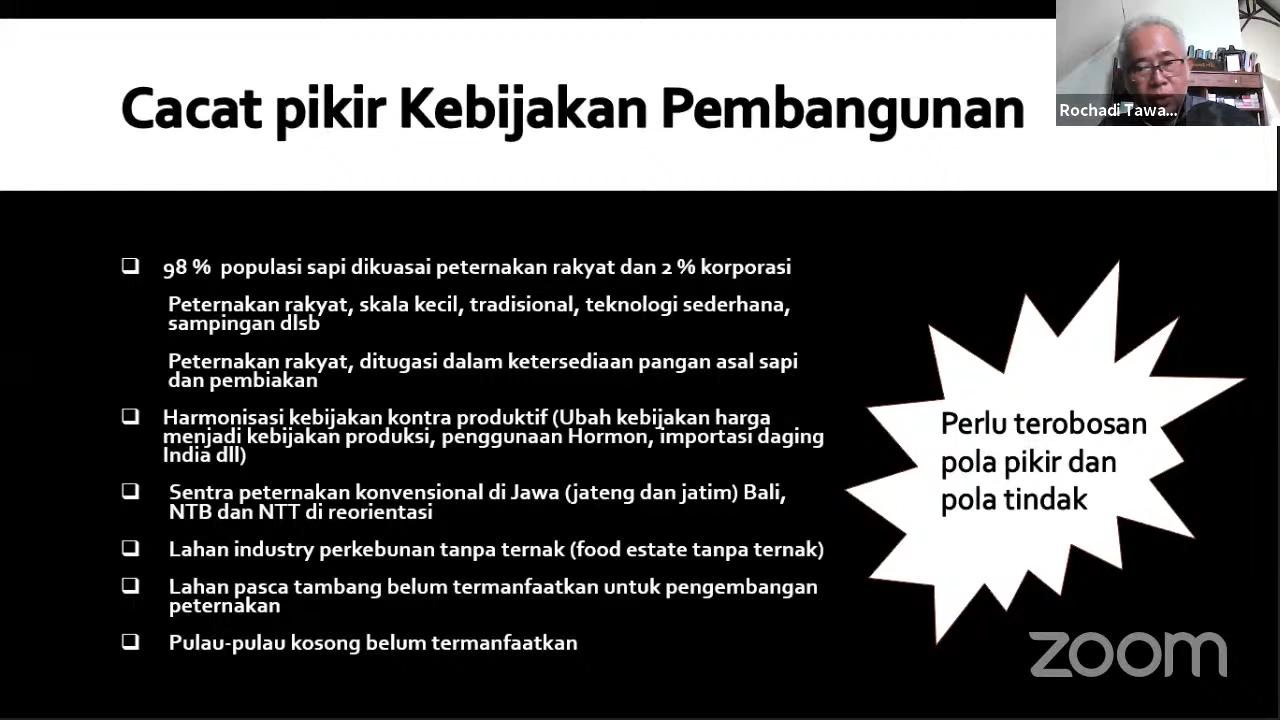 Cacat pikir Kebijakan Pembangunan
Rochadi Tawa...
❑ 98 % populasi sapi dikuasai peternakan rakyat dan 2 % korporasi
Peternakan rakyat, skala kecil, tradisional, teknologi sederhana,
sampingan dlsb
Peternakan rakyat, ditugasi dalam ketersediaan pangan asal sapi
dan pembiakan
❑ Harmonisasi kebijakan kontra produktif (Ubah kebijakan harga
menjadi kebijakan produksi, penggunaan Hormon, importasi daging
India dll)
❑ Sentra peternakan konvensional di Jawa (jateng dan jatim) Bali,
NTB dan NTT di reorientasi
❑ Lahan industry perkebunan tanpa ternak (food estate tanpa ternak)
❑ Lahan pasca tambang belum termanfaatkan untuk pengembangan
peternakan
❑ Pulau-pulau kosong belum termanfaatkan
Perlu terobosan
pola pikir dan
pola tindak
zoom